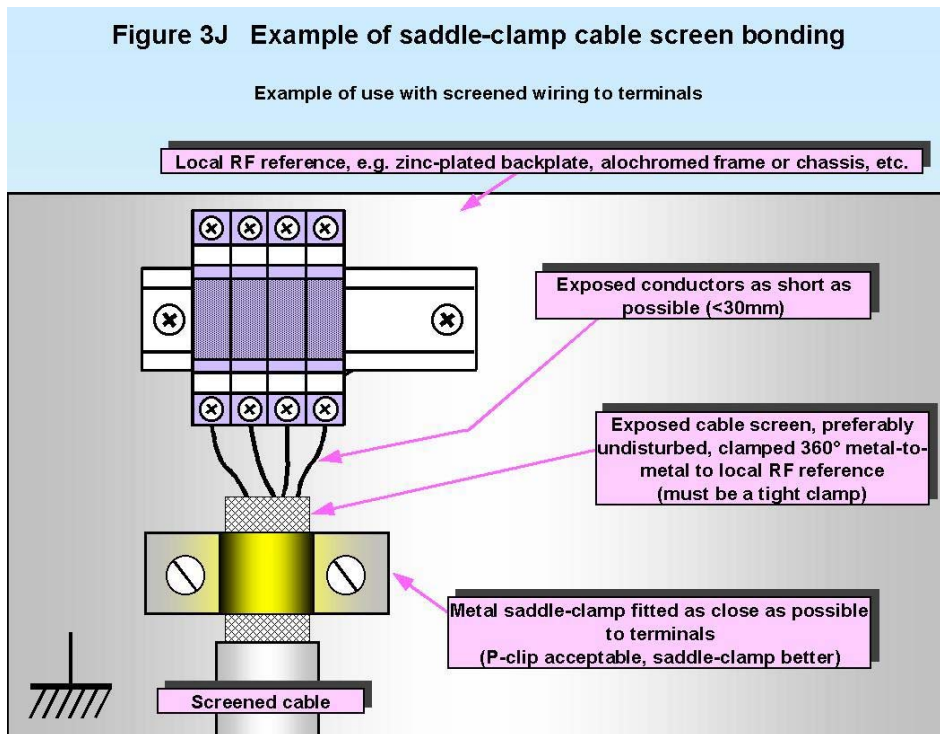 Figure 3J Example of saddle-clamp cable screen bonding
Example of use with screened wiring to terminals
Local RF reference, e.g. zinc-plated backplate, alochromed frame or chassis, etc.
Exposed conductors as short as
possible (<30mm)
Exposed cable screen, preferably
undisturbed, clamped 360° metal-to-
metal to local RF reference
(must be a tight clamp)
Metal saddle-clamp fitted as close as possible
to terminals
(P-clip acceptable, saddle-clamp better)
Screened cable